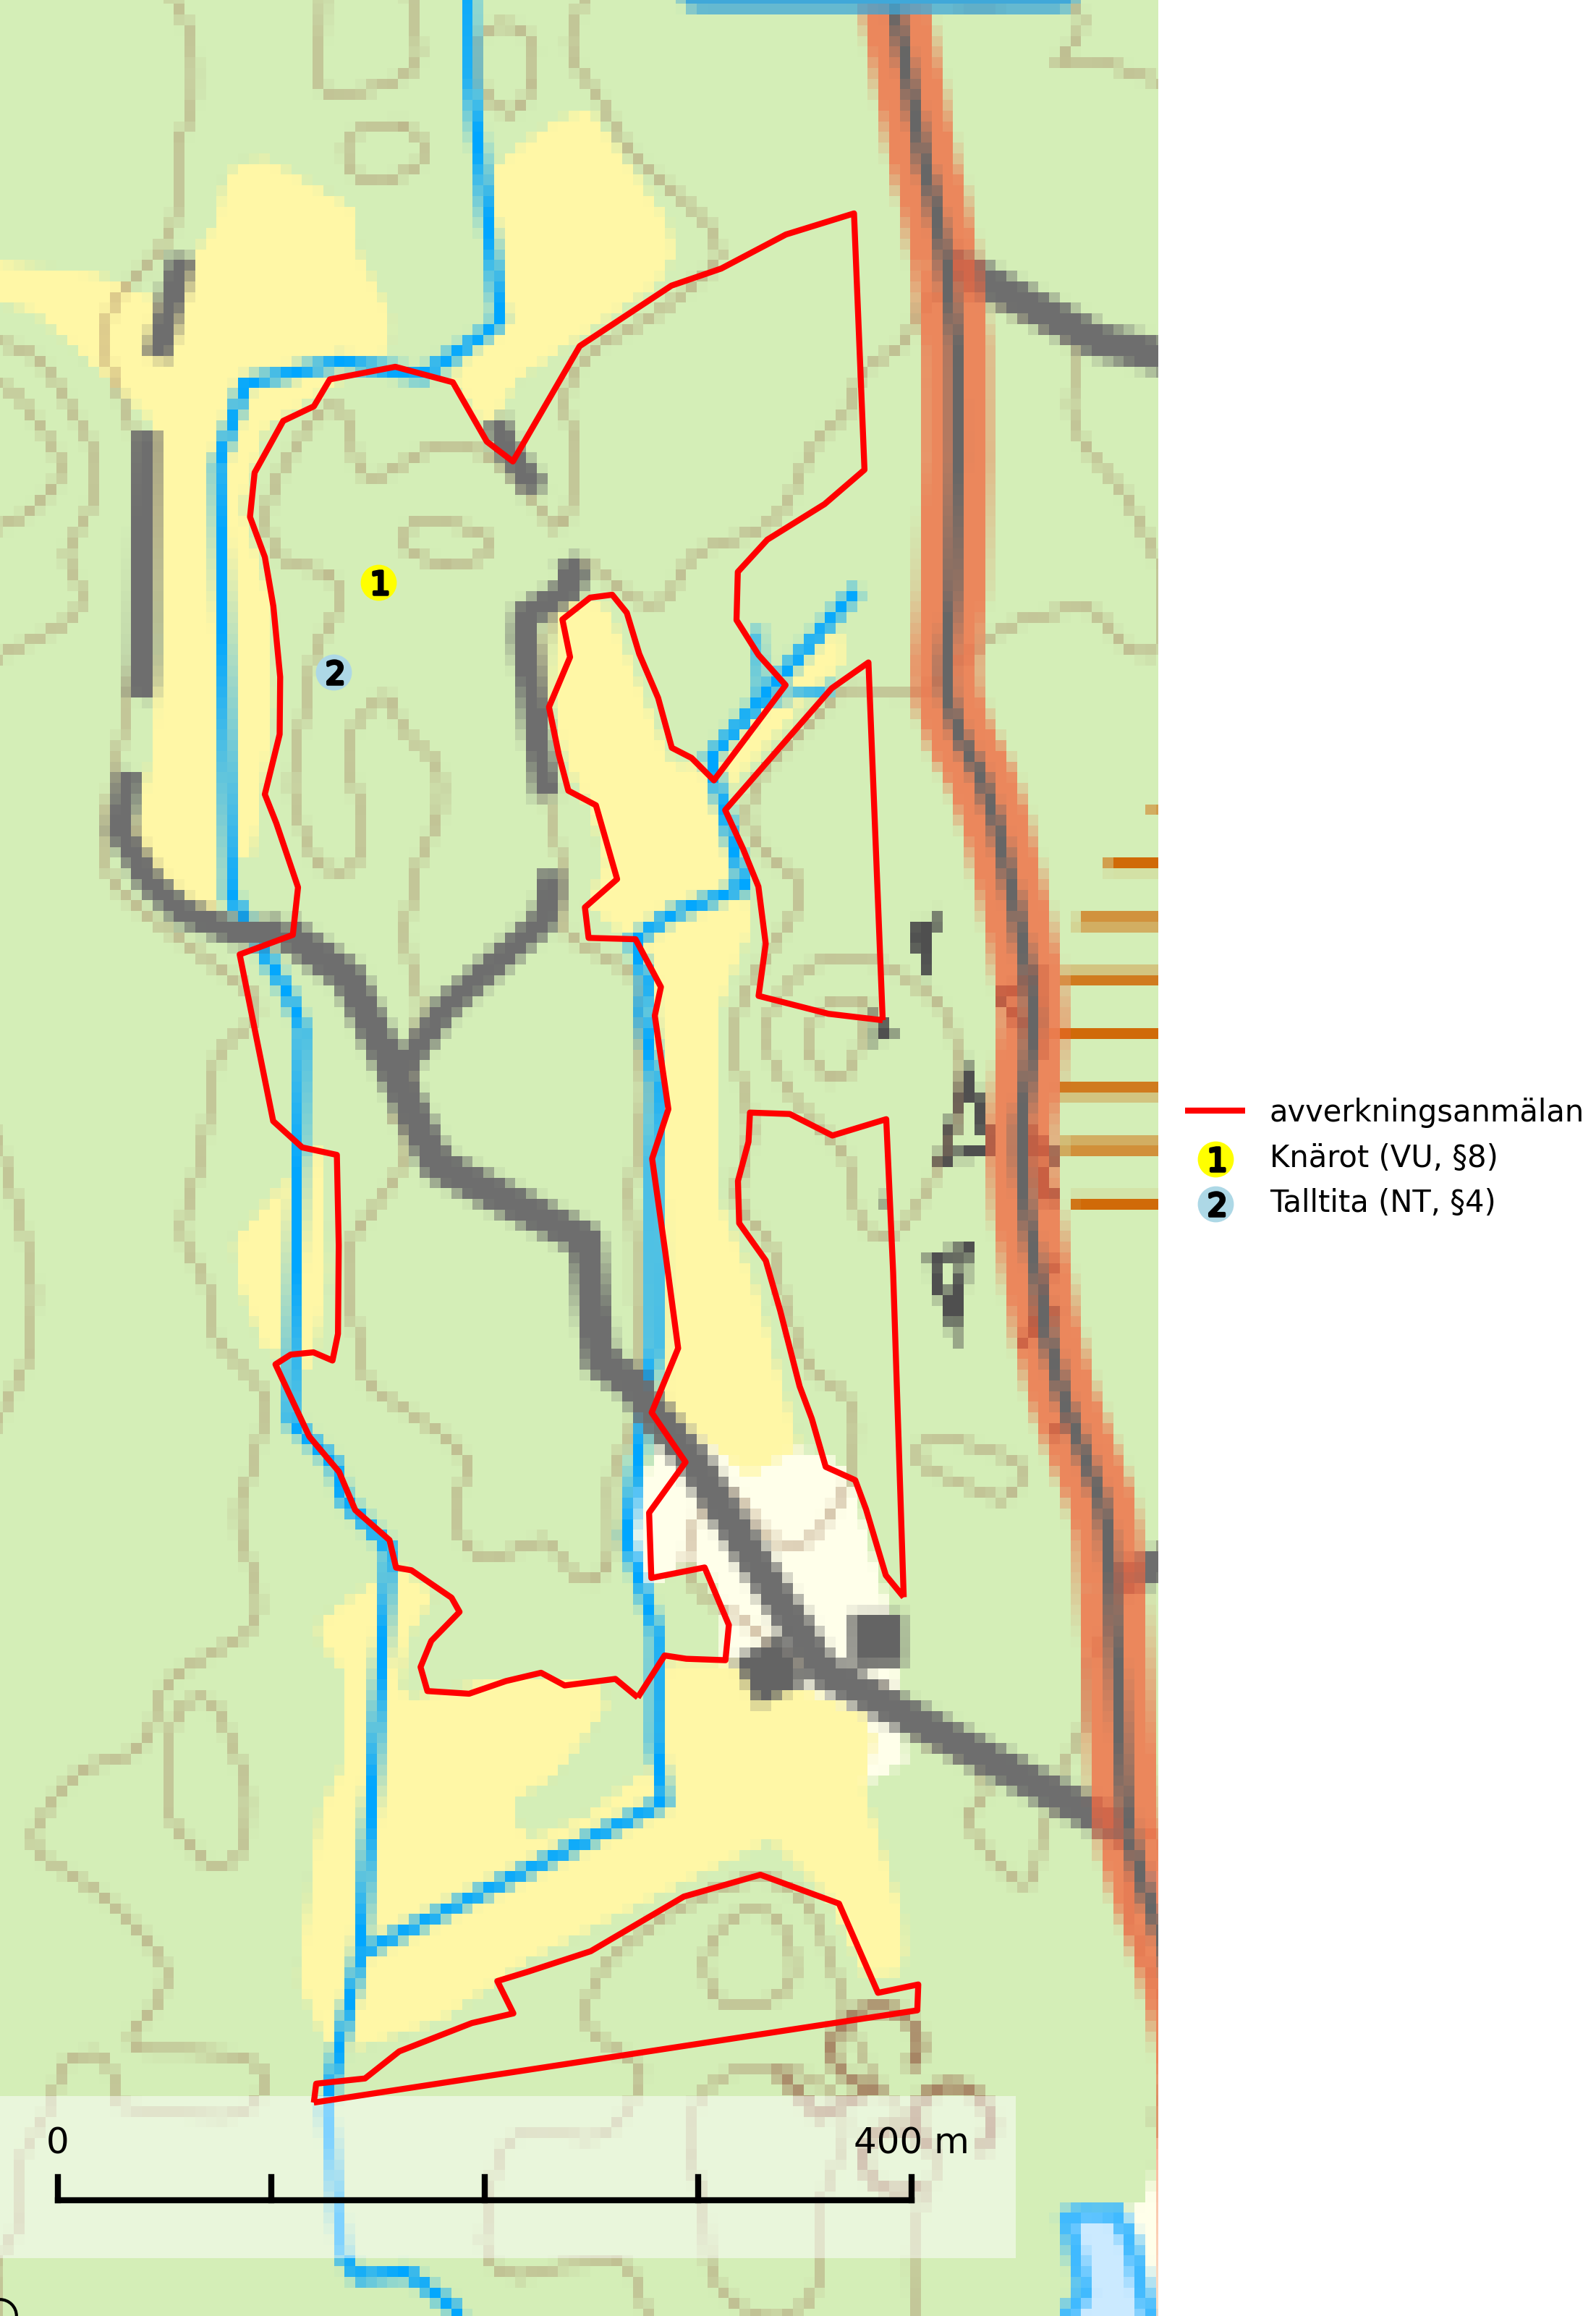 1
2
avverkningsanmälan
1 Knärot (VU, §8)
2 Talltita (NT, §4)
0 400 m